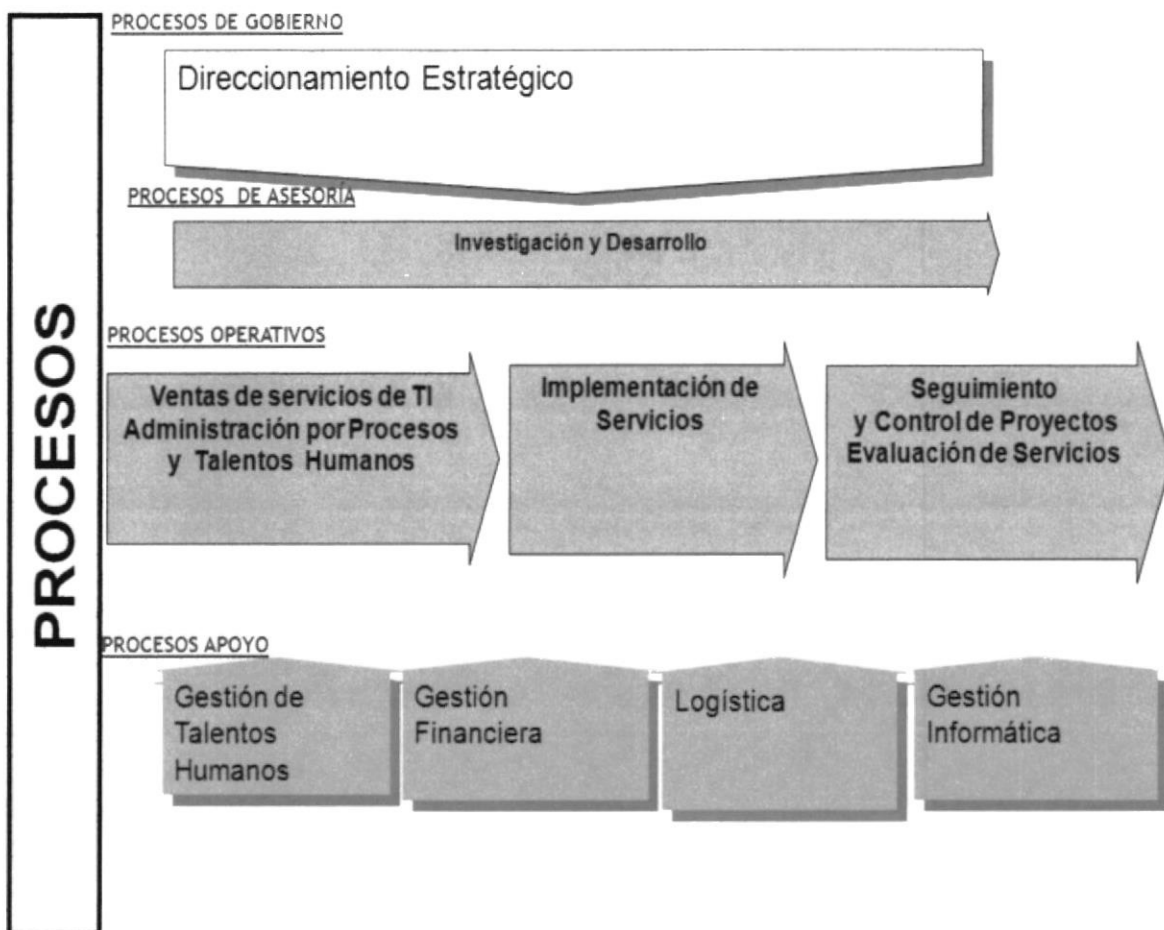 PROCESOS
PROCESOS DE GOBIERNO
Direccionamiento Estratégico
PROCESOS DE ASESORÍA
Investigación y Desarrollo
PROCESOS OPERATIVOS
Ventas de servicios de TI
Administración por Procesos
y Talentos Humanos
Implementación de
Servicios
Seguimiento
y Control de Proyectos
Evaluación de Servicios
PROCESOS APOYO
Gestión de
Talentos
Humanos
Gestión
Financiera
Logística
Gestión
Informática